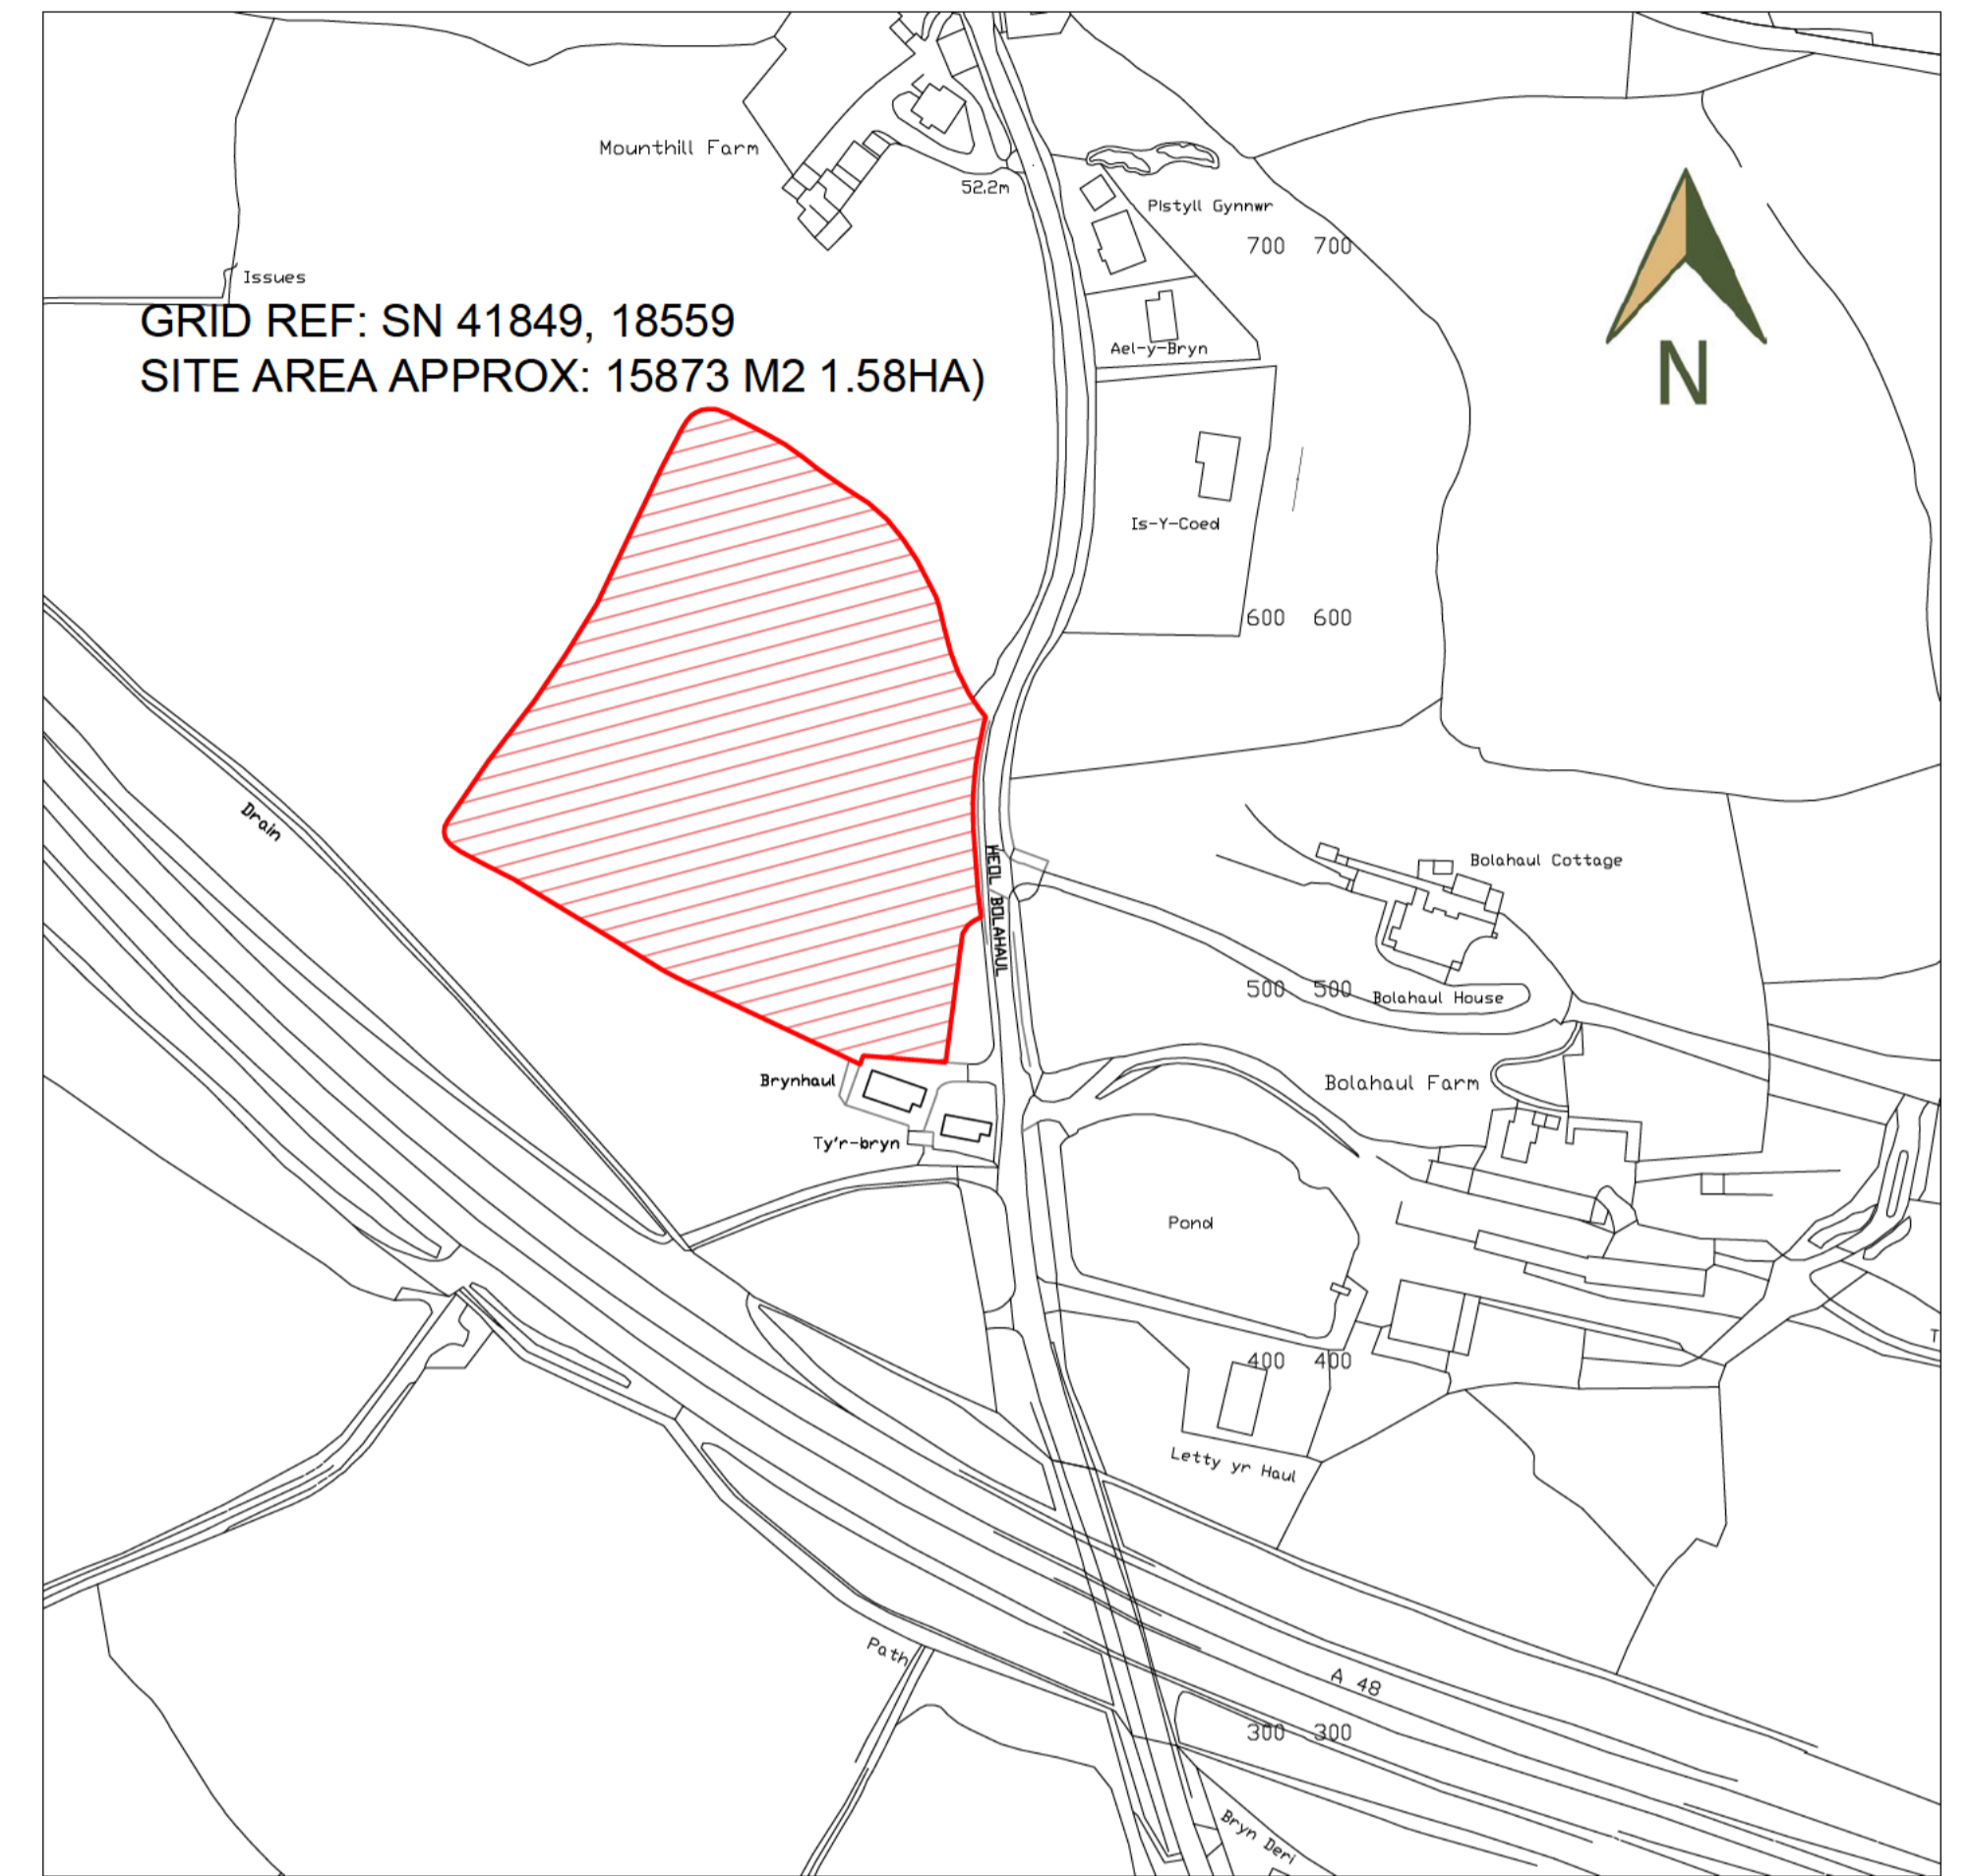 Mounthill Farm
52.2m
Pistyll Gynnwr
700 700
Issues
GRID REF: SN 41849, 18559
SITE AREA APPROX: 15873 M2 1.58HA)
N
Ael-y-Bryn
Is-Y-Coed
600 600
Drain
HEOL BOLAHAUL
Bolahaul Cottage
500 500
Bolahaul House
Brynhaul
Bolahaul Farm
Ty'r-bryn
Pond
T
400 400
Letty yr Haul
Path
A 48
300 300
Bryn Deri